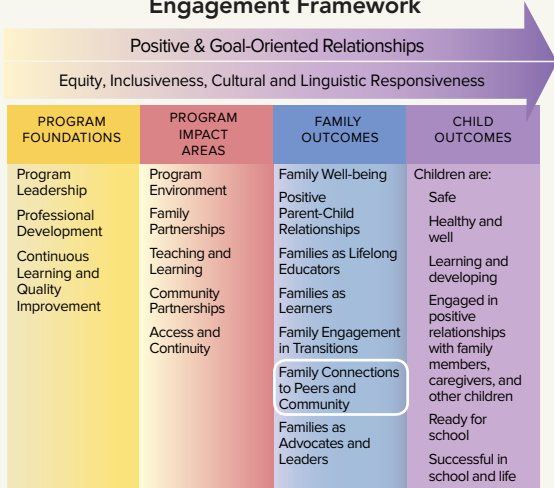 Engagement Framework
Positive & Goal-Oriented Relationships
Equity, Inclusiveness, Cultural and Linguistic Responsiveness
PROGRAM
FOUNDATIONS
Program
Leadership
Professional
Development
Continuous
Learning and
Quality
Improvement
PROGRAM
IMPACT
AREAS
Program
Environment
Family
Partnerships
Teaching and
Learning
Community
Partnerships
Access and
Continuity
FAMILY
OUTCOMES
Family Well-being
Positive
Parent-Child
Relationships
Families as Lifelong
Educators
Families as
Learners
Family Engagement
in Transitions
Family Connections
to Peers and
Community
Families as
Advocates and
Leaders
CHILD
OUTCOMES
Children are:
Safe
Healthy and
well
Learning and
developing
Engaged in
positive
relationships
with family
members,
caregivers, and
other children
Ready for
school
Successful in
school and life